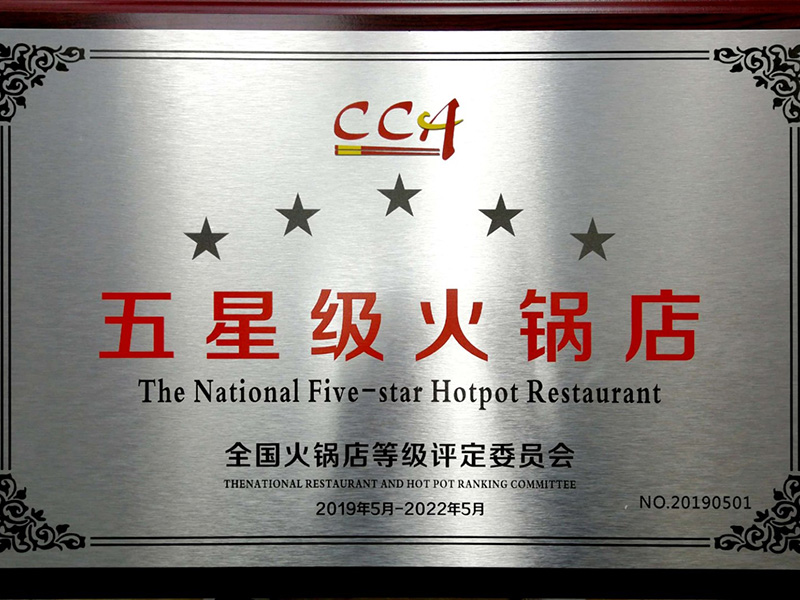 CCA
五星级火锅店
The National Five-star Hotpot Restaurant
全国火锅店等级评定委员会
THENATIONAL RESTAURANT AND HOT POT RANKING COMMITTEE
2019年5月-2022年5月
NO.20190501